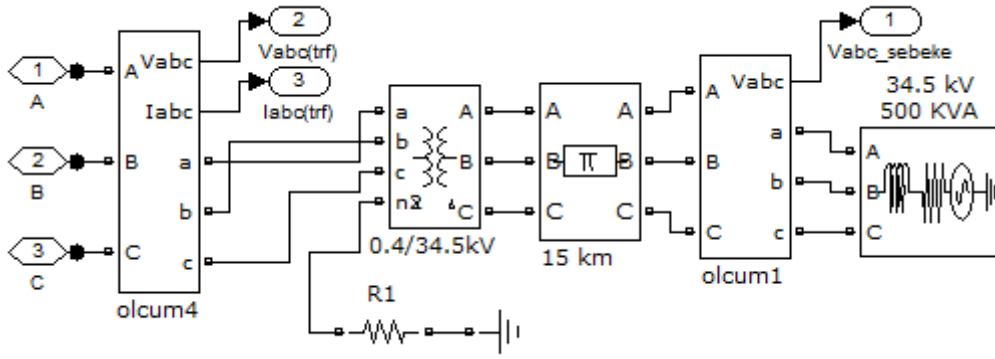 1
A
2
B
3
C
A
B
C
Vabc
Iabc
a
b
c
olcum4
2
Vabc(trf)
3
Iabc(trf)
a
b
c
A
B
C
0.4/34.5kV
R1
A
B
C
π
A
B
C
15 km
A
B
C
Vabc
a
b
c
olcum1
1
Vabc_sebeke
34.5 kV
500 KVA
A
B
C